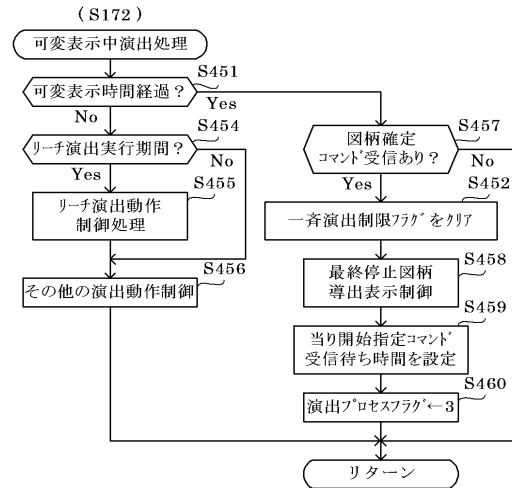 (S172)
可変表示中演出処理
S451
可変表示時間経過？
Yes
No
S454
ﾘｰﾁ演出実行期間？
No
Yes
S455
ﾘｰﾁ演出動作
制御処理
S456
その他の演出動作制御
S457
図柄確定
ｺﾏﾝﾄﾞ受信あり？
No
Yes
S452
一斉演出制限ﾌﾗｸﾞをｸﾘｱ
S458
最終停止図柄
導出表示制御
S459
当り開始指定ｺﾏﾝﾄﾞ
受信待ち時間を設定
S460
演出ﾌﾟﾛｾｽﾌﾗｸﾞ←3
リターン